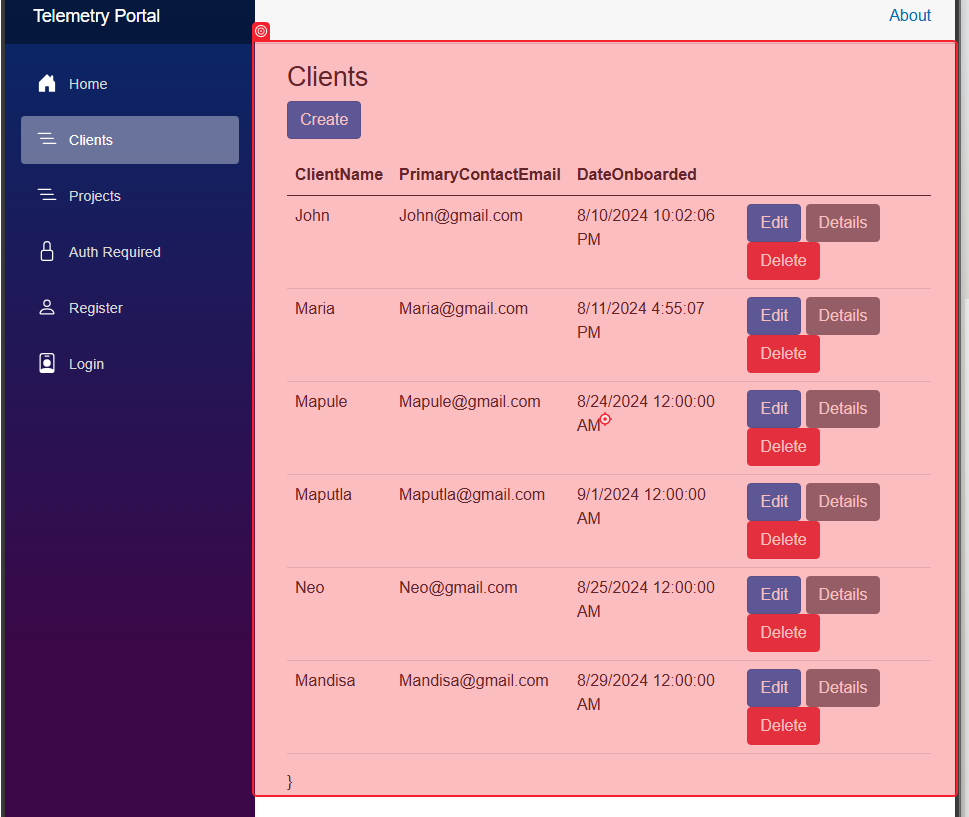 Telemetry Portal
About
Home
Clients
Projects
Auth Required
Register
Login
Clients
Create
ClientName PrimaryContactEmail DateOnboarded
John John@gmail.com 8/10/2024 10:02:06 Edit Details
PM
Delete
Maria Maria@gmail.com 8/11/2024 4:55:07 Edit Details
PM
Delete
Mapule Mapule@gmail.com 8/24/2024 12:00:00 Edit Details
AM
Delete
Maputla Maputla@gmail.com 9/1/2024 12:00:00 Edit Details
AM
Delete
Neo Neo@gmail.com 8/25/2024 12:00:00 Edit Details
AM
Delete
Mandisa Mandisa@gmail.com 8/29/2024 12:00:00 Edit Details
AM
Delete
}